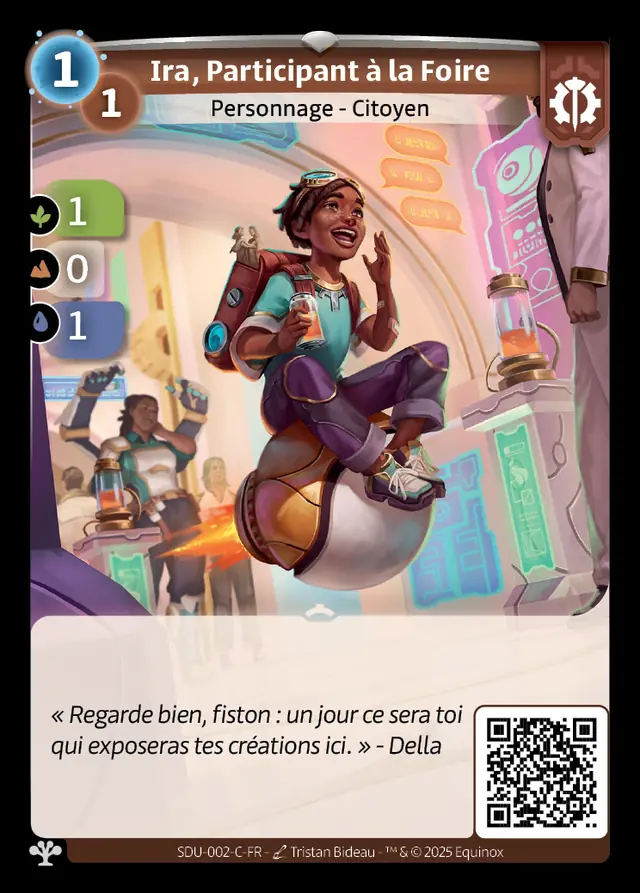 1
Ira, Participant à la Foire
1
Personnage - Citoyen
1
0
1
« Regarde bien, fiston : un jour ce sera toi
qui exposeras tes créations ici. » - Della
SDU-002-C-FR - Tristan Bideau - ™ & © 2025 Equinox